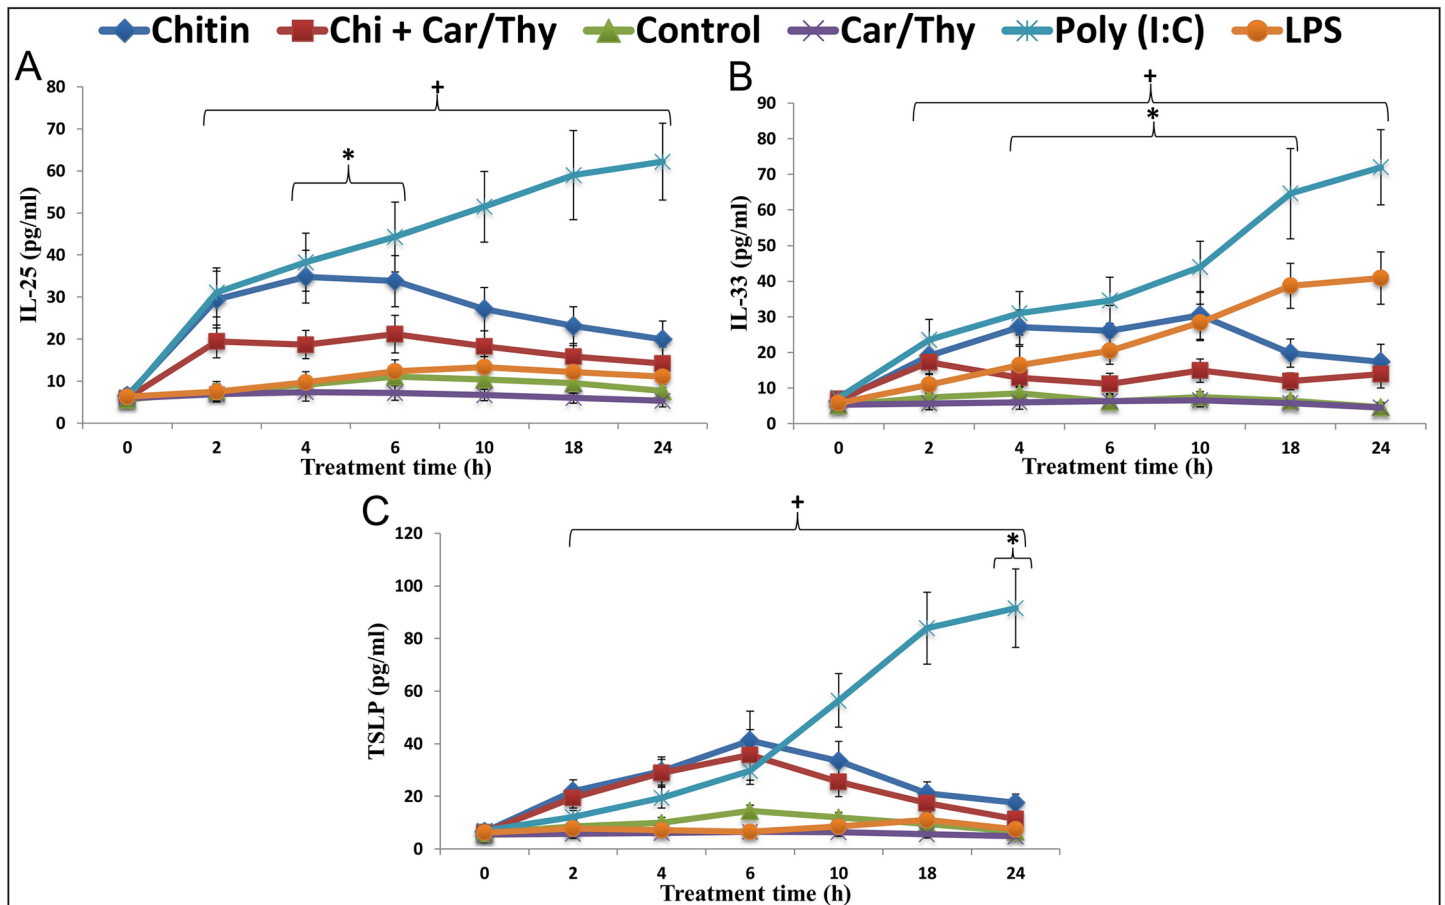 Chitin Chi + Car/Thy Control Car/Thy Poly (I:C) LPS
A
80
70
60
50
40
30
20
10
0
IL-25 (pg/ml)
+
*
0 2 4 6 10 18 24
Treatment time (h)
B
90
80
70
60
50
40
30
20
10
0
IL-33 (pg/ml)
+
*
0 2 4 6 10 18 24
Treatment time (h)
C
120
100
80
60
40
20
0
TSLP (pg/ml)
+
*
0 2 4 6 10 18 24
Treatment time (h)